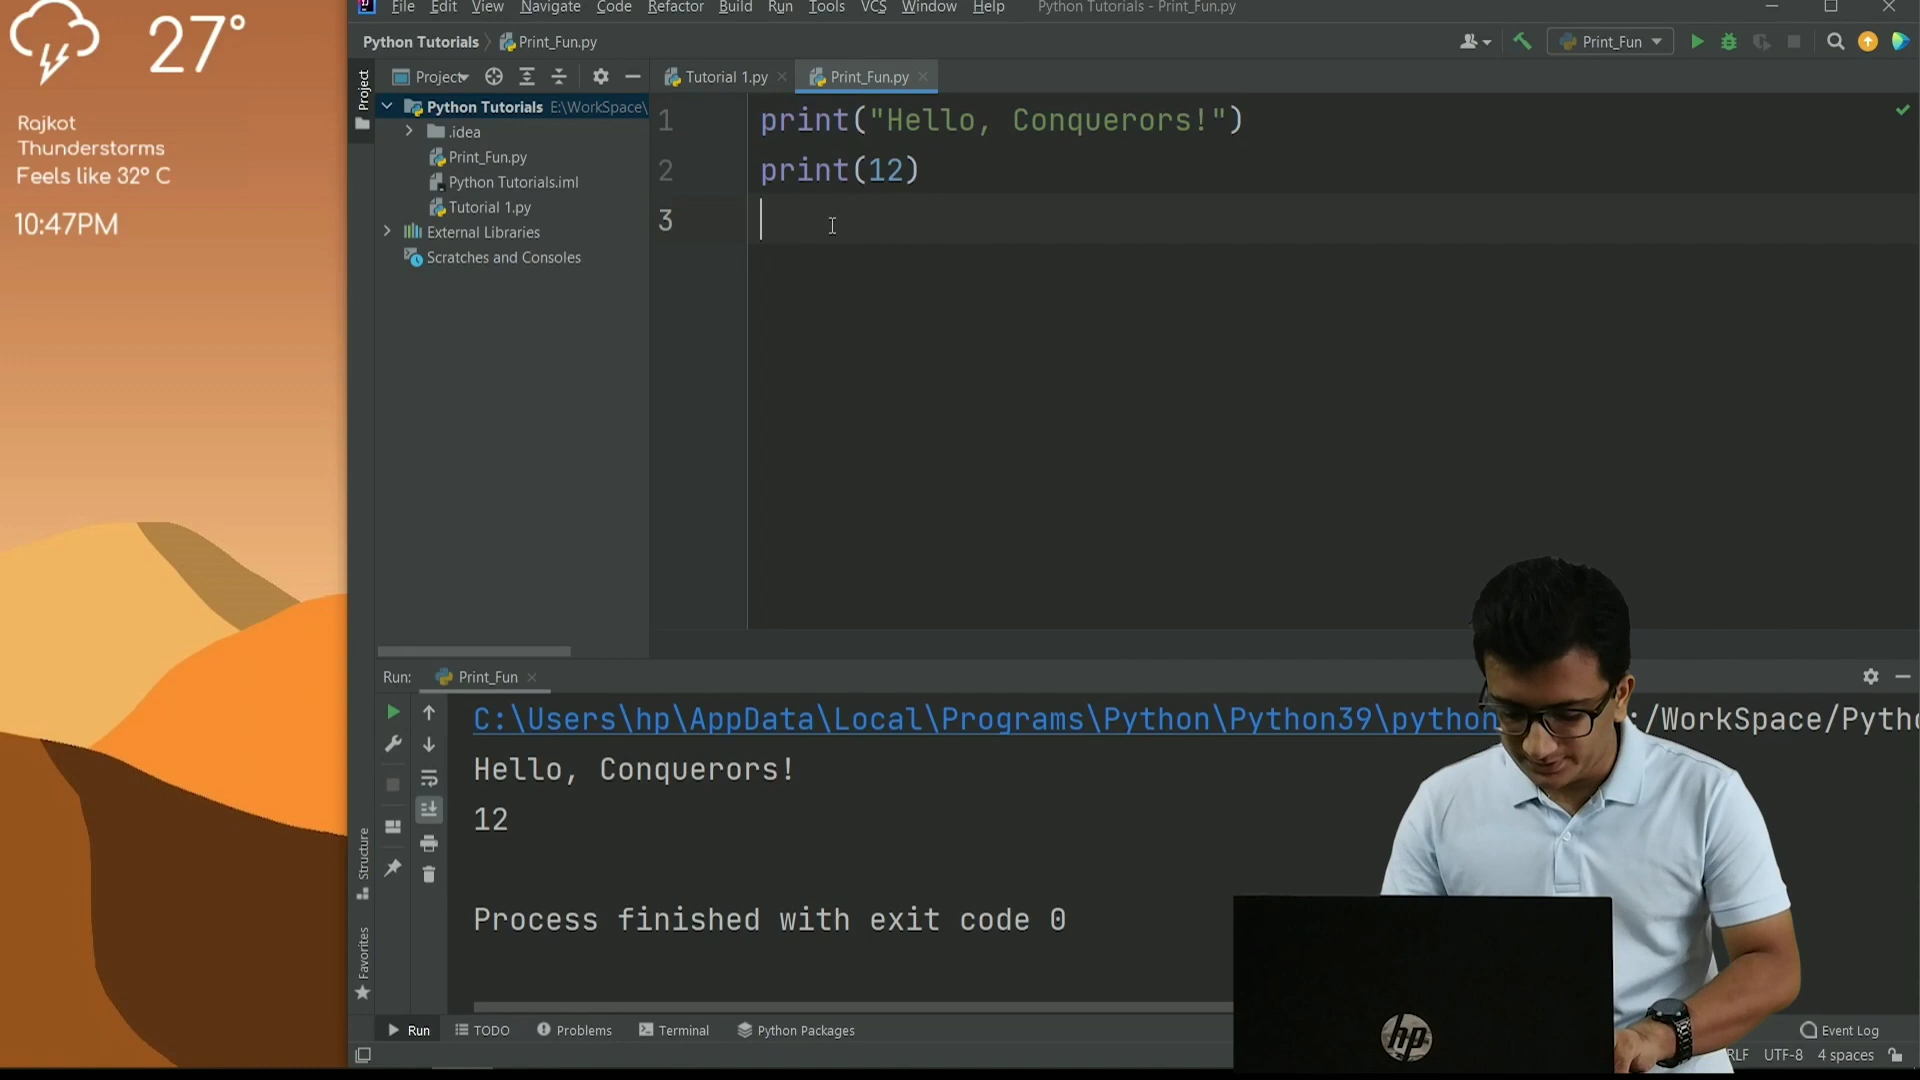 27°
Rajkot
Thunderstorms
Feels like 32° C
10:47PM
File Edit View Navigate Code Refactor Build Run Tools VCS Window Help Python Tutorials - Print_Fun.py
Python Tutorials Print_Fun.py
Print_Fun
Project
Project
Tutorial 1.py
Print_Fun.py
Python Tutorials E:\WorkSpace\
.idea
Print_Fun.py
Python Tutorials.iml
Tutorial 1.py
External Libraries
Scratches and Consoles
1 print("Hello, Conquerors!")
2 print(12)
3
Run: Print_Fun
C:\Users\hp\AppData\Local\Programs\Python\Python39\python :/WorkSpace/Pytho
Hello, Conquerors!
12
Process finished with exit code 0
Structure
Favorites
Run TODO Problems Terminal Python Packages Event Log
RLF UTF-8 4 spaces
hp